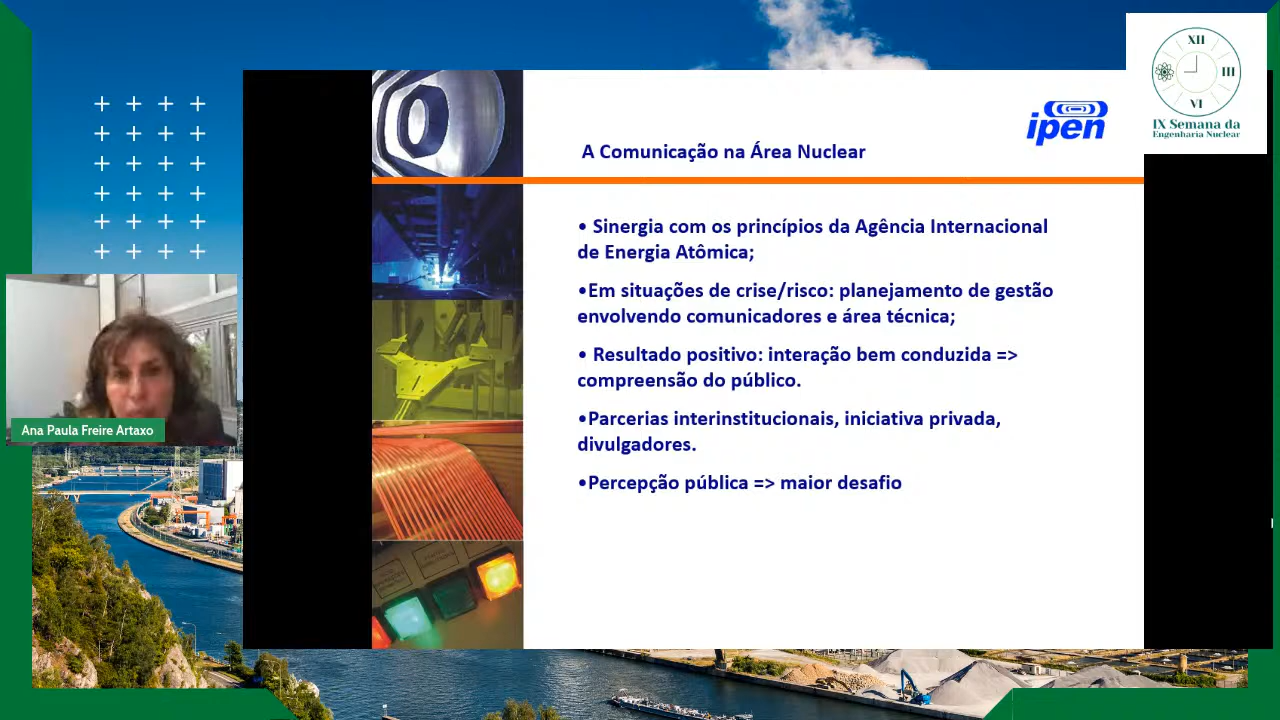 XII
III
VI
IX Semana da
Engenharia Nuclear
ipen
A Comunicação na Área Nuclear
• Sinergia com os princípios da Agência Internacional
de Energia Atômica;
•Em situações de crise/risco: planejamento de gestão
envolvendo comunicadores e área técnica;
• Resultado positivo: interação bem conduzida =>
compreensão do público.
•Parcerias interinstitucionais, iniciativa privada,
divulgadores.
•Percepção pública => maior desafio
Ana Paula Freire Artaxo